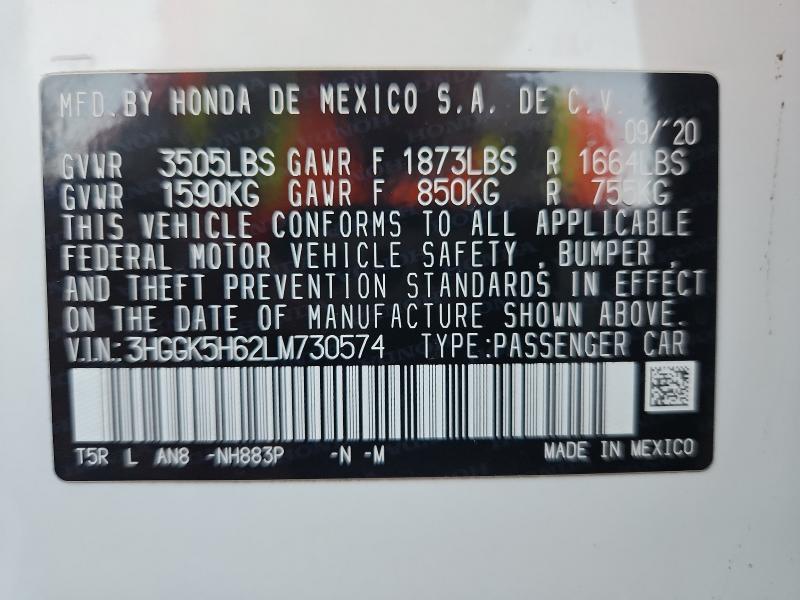 MFD. BY HONDA DE MEXICO S.A. DE C.V.
09/'20
GVWR 3505LBS GAWR F 1873LBS R 1664LBS
GVWR 1590KG GAWR F 850KG R 755KG
THIS VEHICLE CONFORMS TO ALL APPLICABLE
FEDERAL MOTOR VEHICLE SAFETY , BUMPER ,
AND THEFT PREVENTION STANDARDS IN EFFECT
ON THE DATE OF MANUFACTURE SHOWN ABOVE.
V.I.N.:3HGGK5H62LM730574 TYPE:PASSENGER CAR
T5R L AN8 -NH883P -N -M MADE IN MEXICO